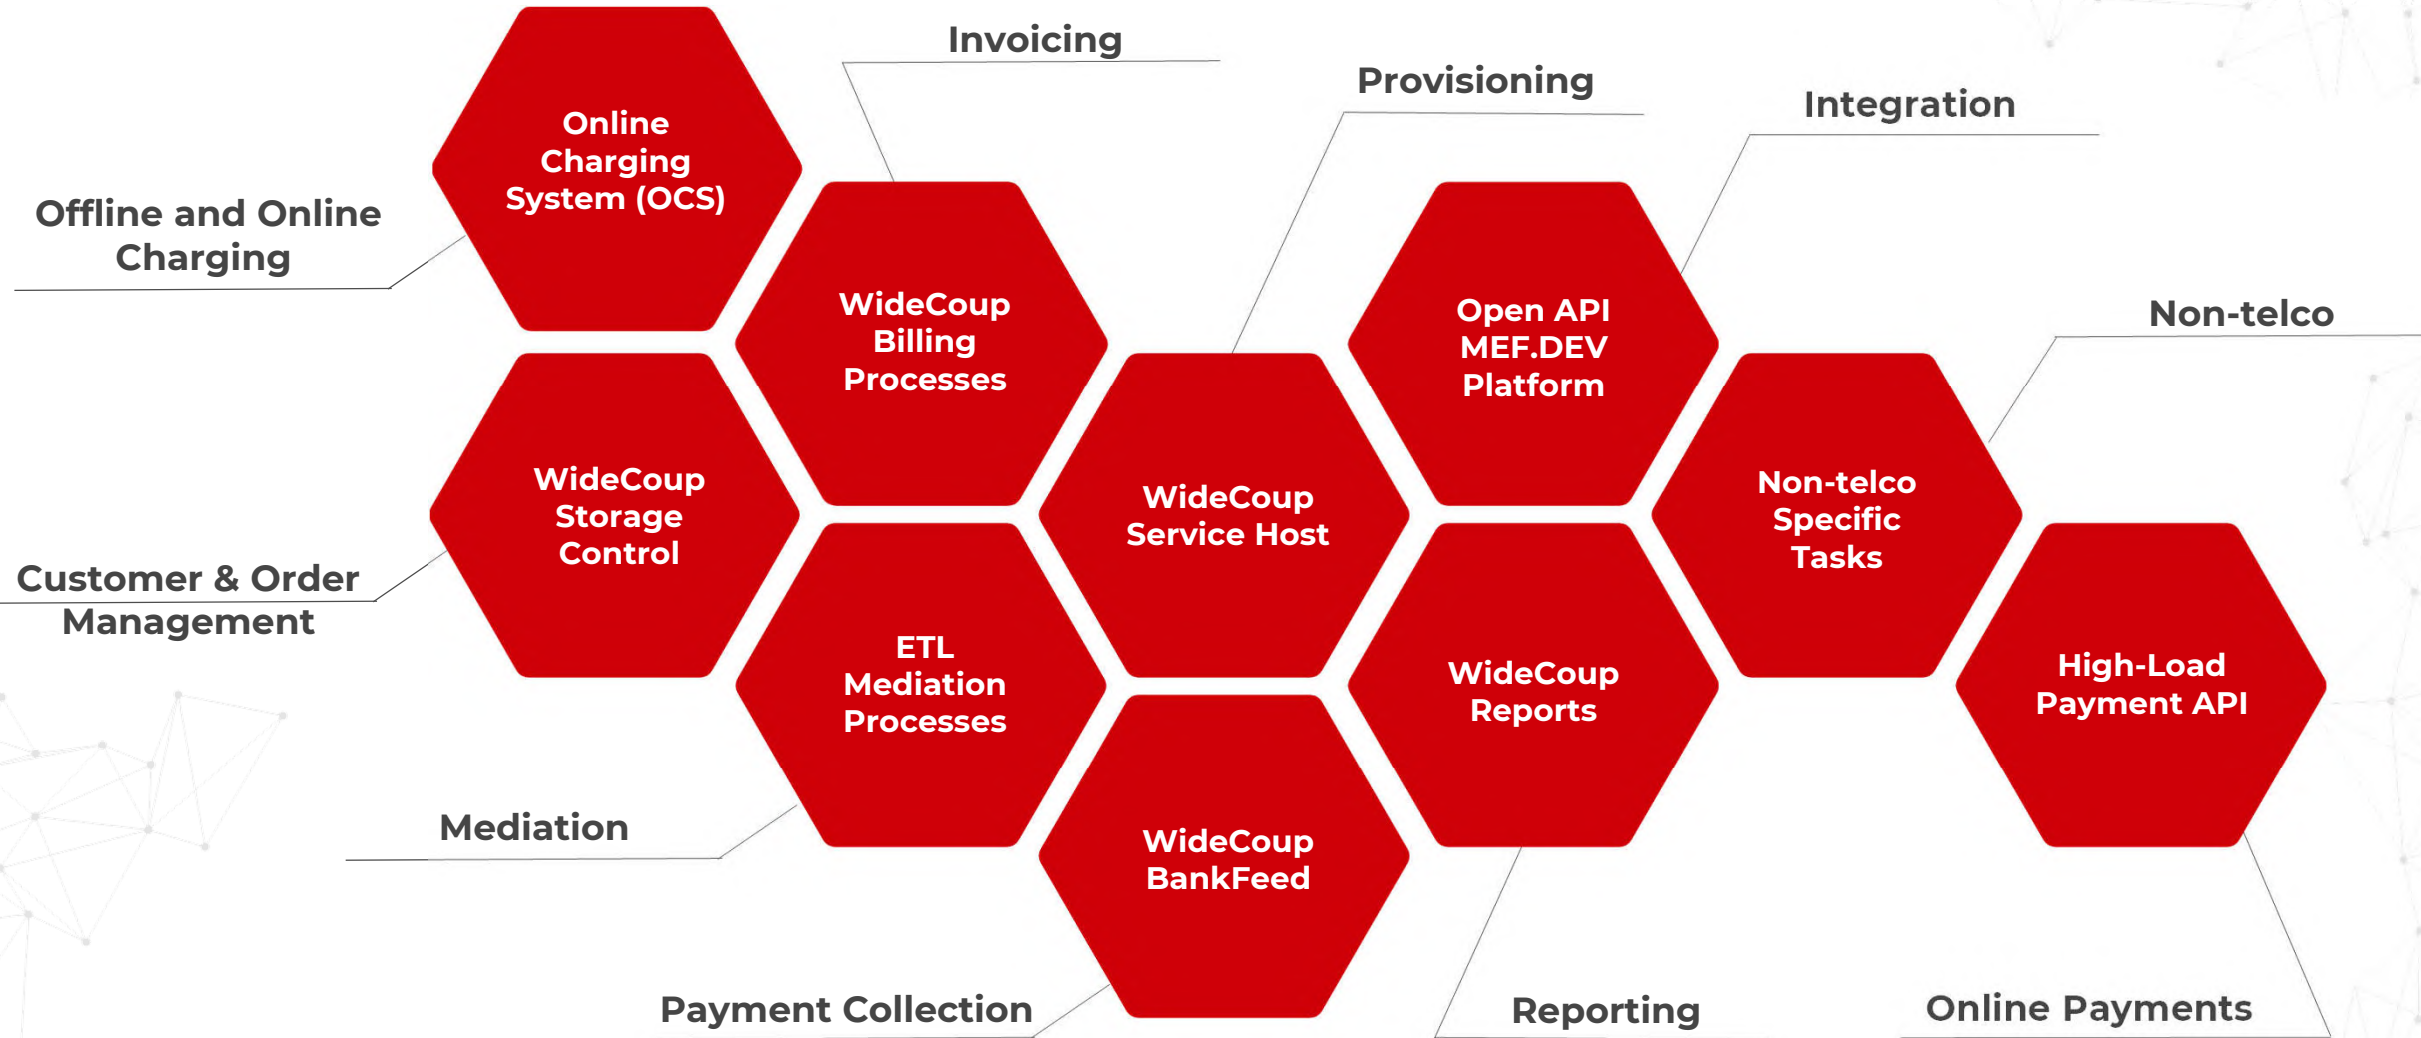 Invoicing
Provisioning
Integration
Online
Charging
System (OCS)
Offline and Online
Charging
WideCoup
Billing
Processes
Open API
MEF.DEV
Platform
Non-telco
WideCoup
Storage
Control
WideCoup
Service Host
Non-telco
Specific
Tasks
Customer & Order
Management
ETL
Mediation
Processes
WideCoup
Reports
High-Load
Payment API
Mediation
WideCoup
BankFeed
Payment Collection
Reporting
Online Payments